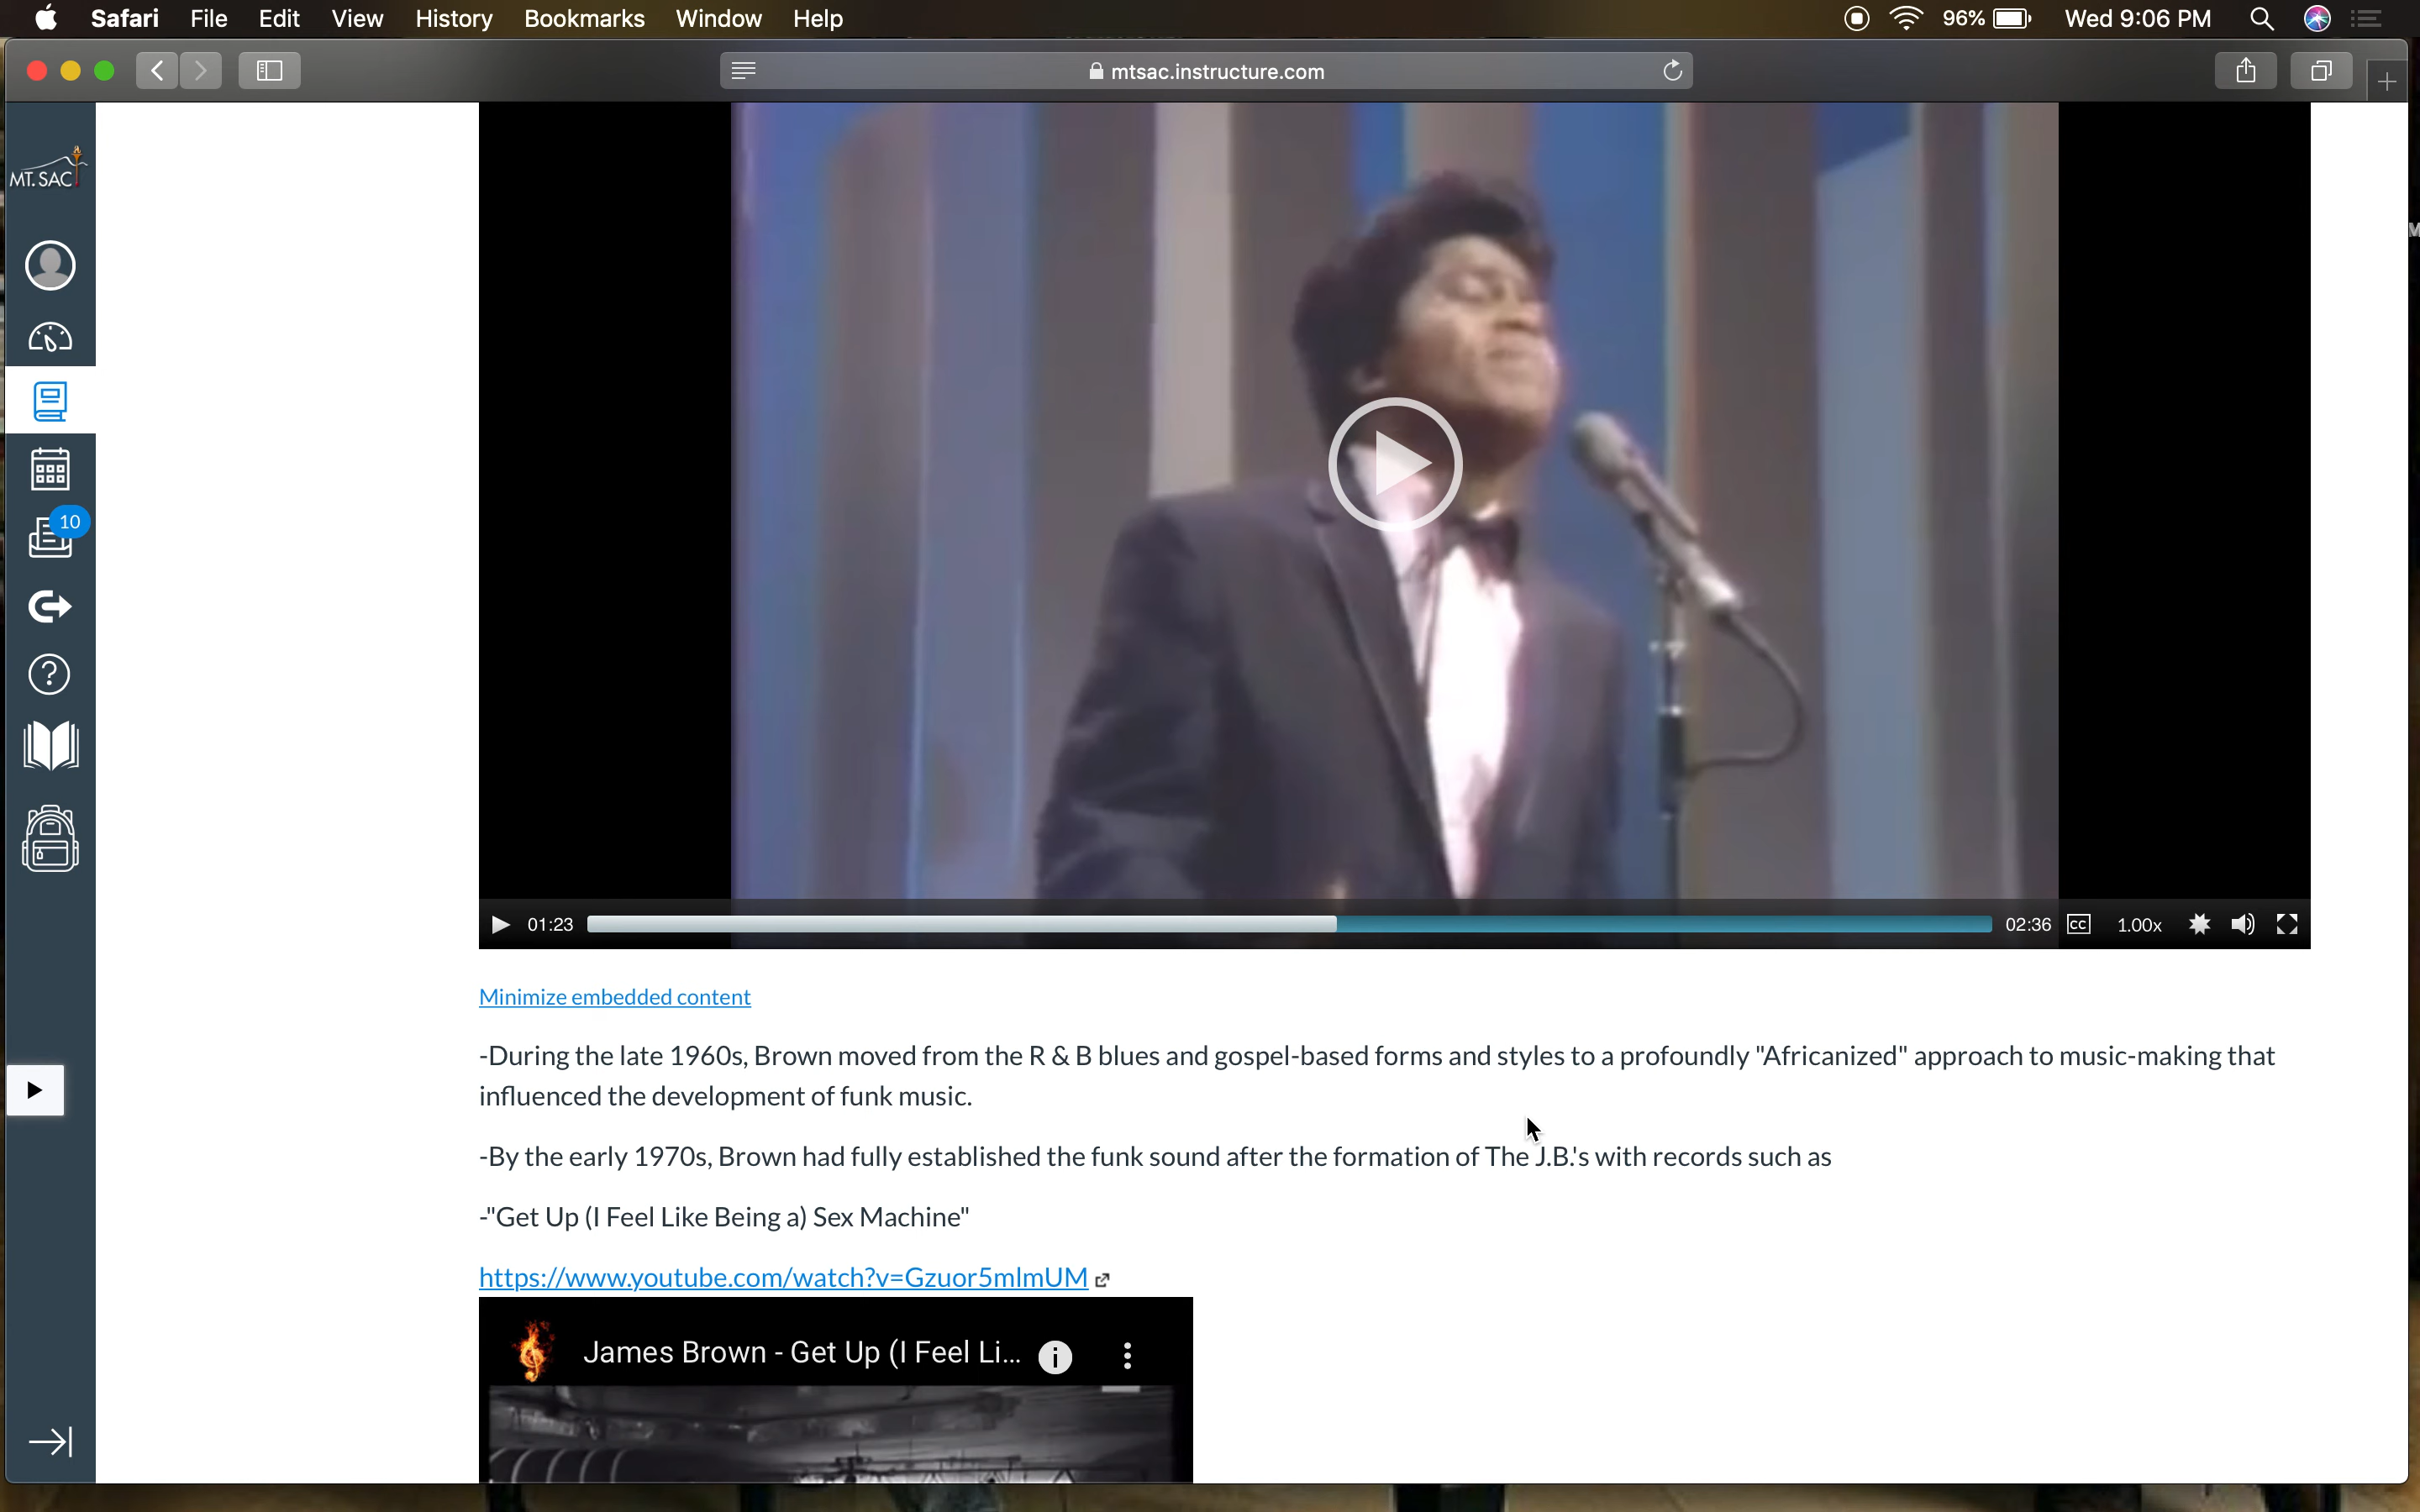 Safari File Edit View History Bookmarks Window Help 96% Wed 9:06 PM
mtsac.instructure.com
MT. SAC
10
01:23 02:36 CC 1.00x
Minimize embedded content
-During the late 1960s, Brown moved from the R & B blues and gospel-based forms and styles to a profoundly "Africanized" approach to music-making that
influenced the development of funk music.
-By the early 1970s, Brown had fully established the funk sound after the formation of The J.B.'s with records such as
-"Get Up (I Feel Like Being a) Sex Machine"
https://www.youtube.com/watch?v=Gzuor5mlmUM
James Brown - Get Up (I Feel Li...